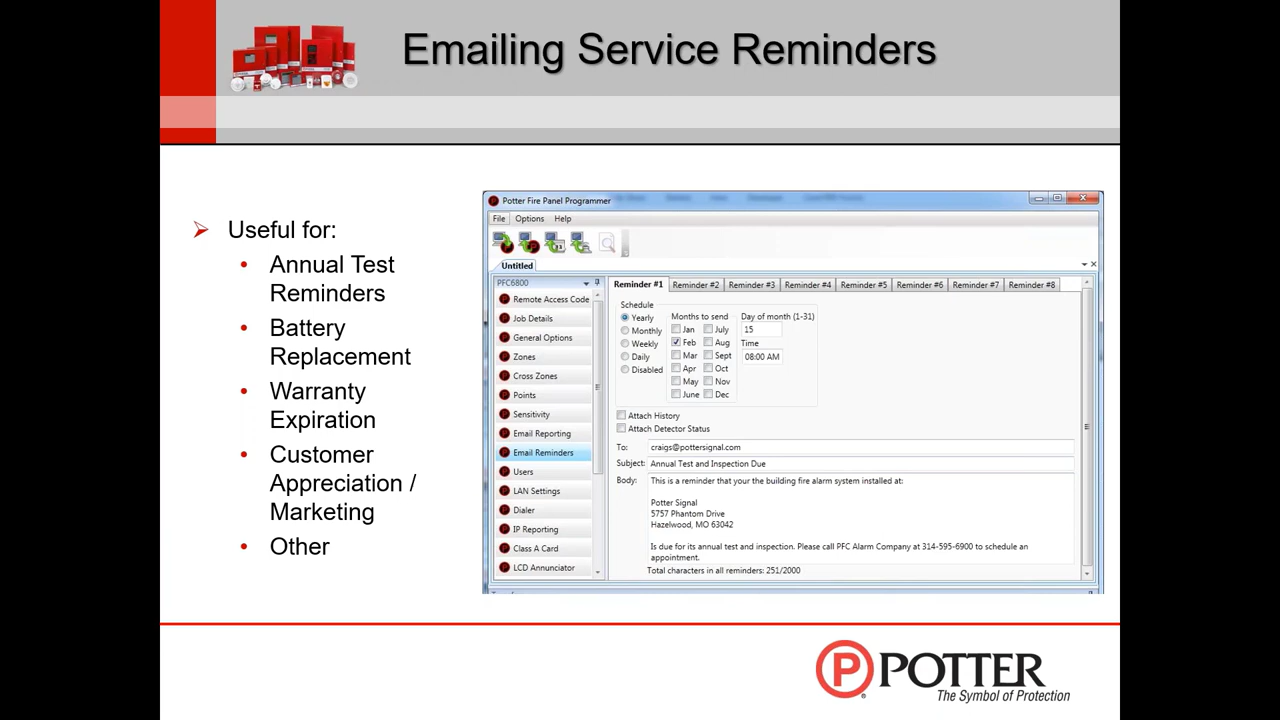 Emailing Service Reminders
Useful for:
Annual Test
Reminders
Battery
Replacement
Warranty
Expiration
Customer
Appreciation /
Marketing
Other
Potter Fire Panel Programmer
File Options Help
Untitled
PFC6800
Remote Access Code
Job Details
General Options
Zones
Cross Zones
Points
Sensitivity
Email Reporting
Email Reminders
Users
LAN Settings
Dialer
IP Reporting
Class A Card
LCD Annunciator
Reminder #1 Reminder #2 Reminder #3 Reminder #4 Reminder #5 Reminder #6 Reminder #7 Reminder #8
Schedule
Yearly
Monthly
Weekly
Daily
Disabled
Months to send
Jan July
Feb Aug
Mar Sept
Apr Oct
May Nov
June Dec
Day of month (1-31)
15
Time
08:00 AM
Attach History
Attach Detector Status
To: craigs@pottersignal.com
Subject: Annual Test and Inspection Due
Body: This is a reminder that your the building fire alarm system installed at:
Potter Signal
5757 Phantom Drive
Hazelwood, MO 63042
Is due for its annual test and inspection. Please call PFC Alarm Company at 314-595-6900 to schedule an
appointment.
Total characters in all reminders: 251/2000
P POTTER
The Symbol of Protection